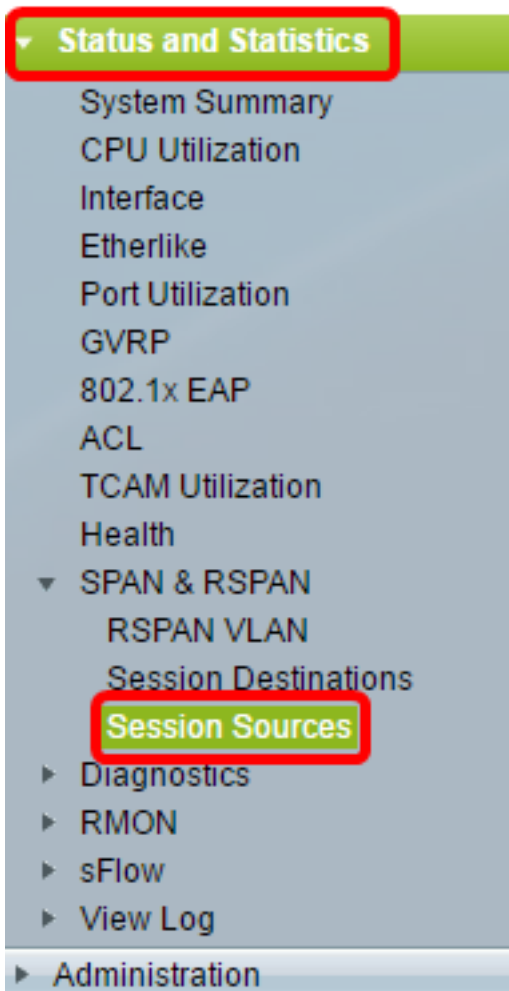 Status and Statistics
System Summary
CPU Utilization
Interface
Etherlike
Port Utilization
GVRP
802.1x EAP
ACL
TCAM Utilization
Health
SPAN & RSPAN
RSPAN VLAN
Session Destinations
Session Sources
Diagnostics
RMON
sFlow
View Log
Administration